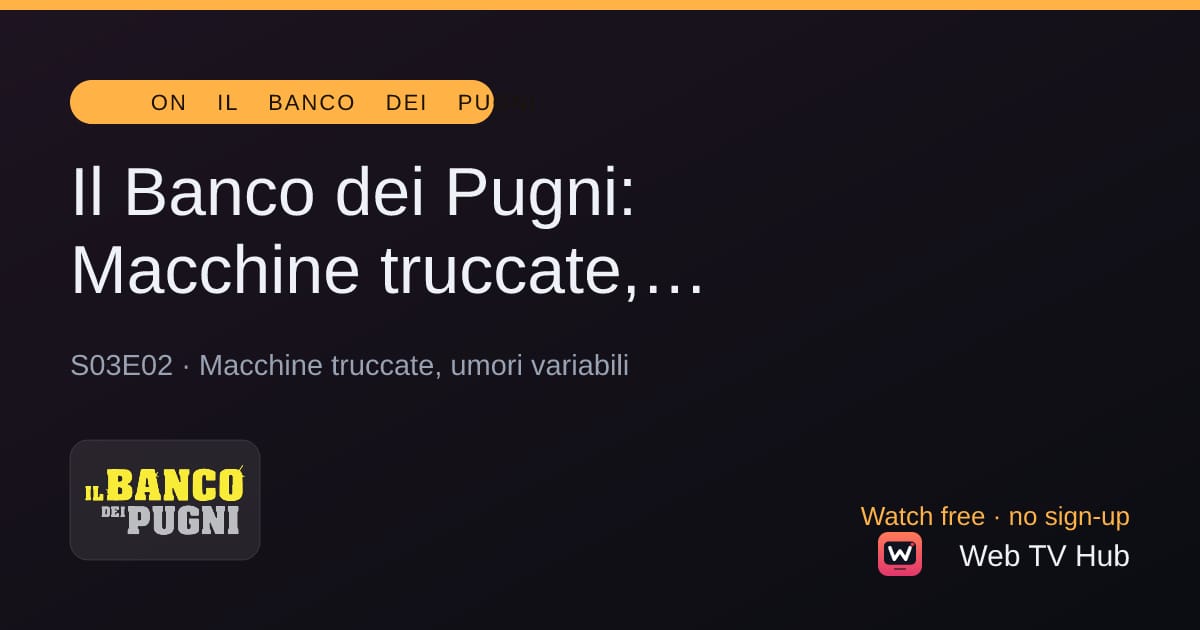 ON IL BANCO DEI PUGNI
Il Banco dei Pugni:
Macchine truccate,…
S03E02 · Macchine truccate, umori variabili
IL BANCO
DEI PUGNI
Watch free · no sign-up
W
Web TV Hub